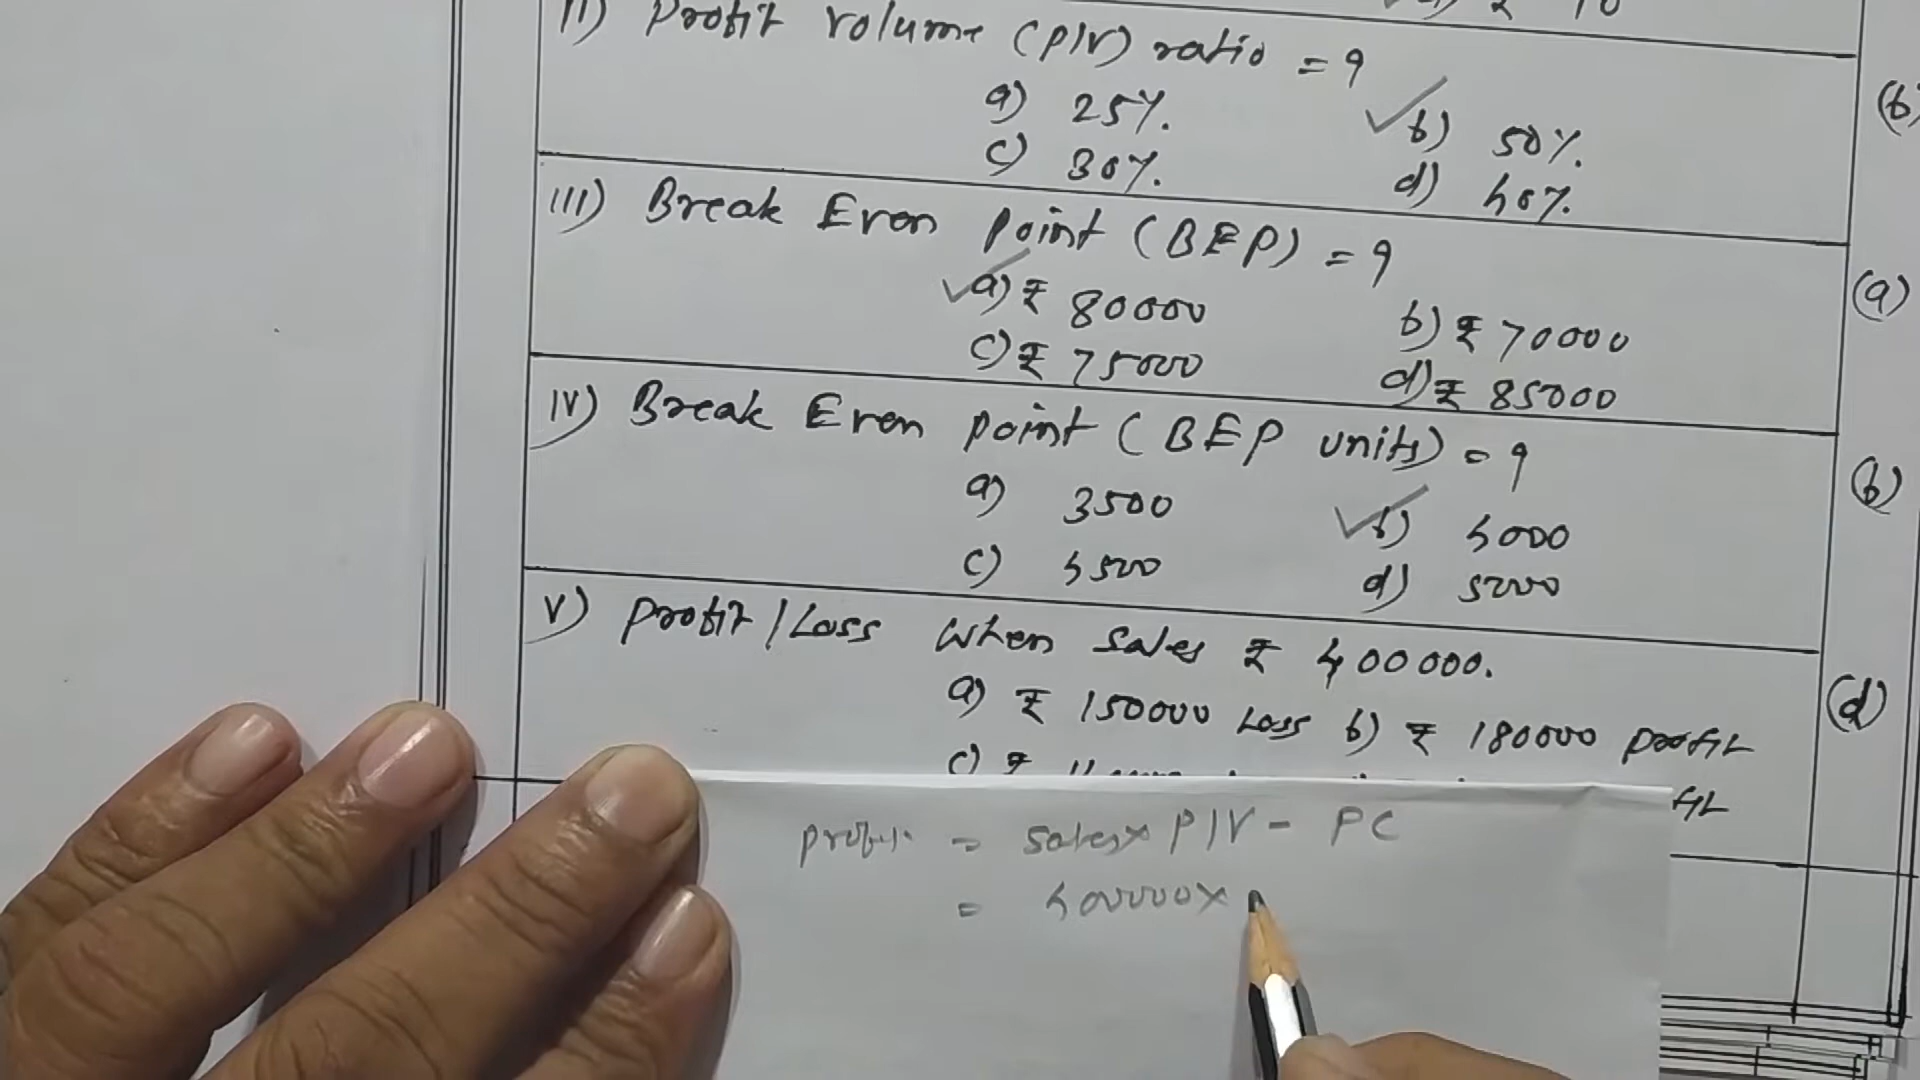 d) ₹ 10
II) Profit Volume (P/V) ratio = ?
a) 25%. b) 50%. (b)
c) 30%. d) 40%.
III) Break Even Point (BEP) = ? (a)
a) ₹ 80000 b) ₹ 70000
c) ₹ 75000 d) ₹ 85000
IV) Break Even Point (BEP units) = ? (b)
a) 3500 b) 4000
c) 4500 d) 5000
V) Profit / Loss when sales ₹ 400000. (d)
a) ₹ 150000 Loss b) ₹ 180000 profit
c) ₹
Profit = Sales x P/V - FC
= 400000 x